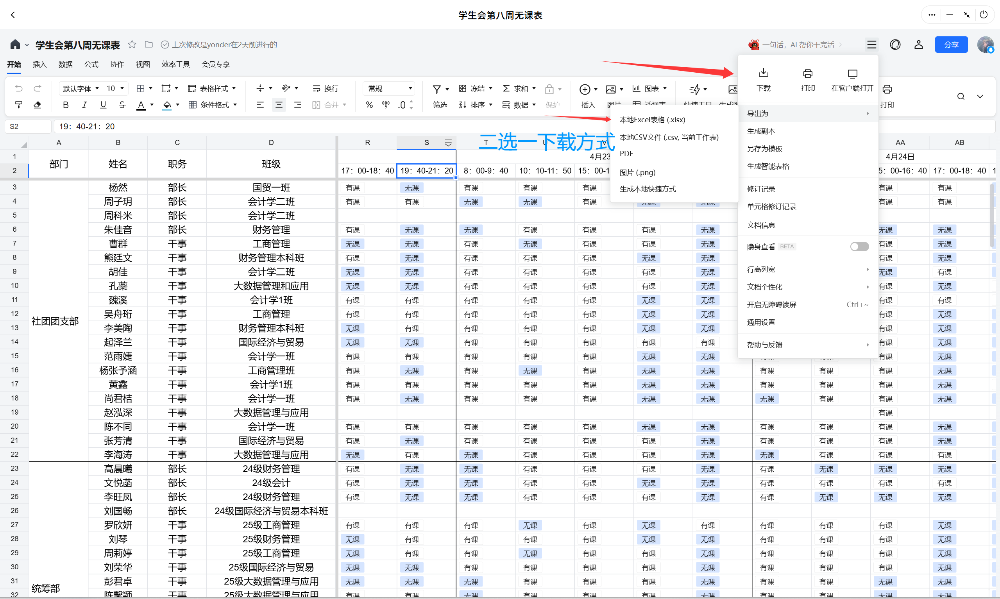 学生会第八周无课表
学生会第八周无课表 上次修改是yonder在2天前进行的 一句话，AI 帮你干完活 分享
开始 插入 数据 公式 协作 视图 效率工具 会员专享
默认字体 10 表格样式 换行 常规 冻结 求和 图表
B I U S A 条件格式 合并 % .0 筛选 排序 数据 保护 插入 打印
下载 打印 在客户端打开
导出为
生成副本
另存为模板
生成智能表格
修订记录
单元格修订记录
文档信息
隐身查看 BETA
行高列宽
文档个性化
开启无障碍读屏 Ctrl+~
通用设置
帮助与反馈
本地Excel表格 (.xlsx)
本地CSV文件 (.csv, 当前工作表)
PDF
图片 (.png)
生成本地快捷方式
二选一下载方式
S2 19：40-21：20
A B C D R S T U V AA AB
1 部门 姓名 职务 班级 4月23 4月24日
2 17：00-18：40 19：40-21：20 8：00-9：40 10：10-11：50 15：00-1 5：00-16：40 17：00-18：40 1
社团团支部
3 杨然 部长 国贸一班 有课 无课 有课 有课 有课 有课 有课
4 周子玥 部长 会计学二班 有课 有课 无课 无课 有课 无课 无课 有课 有课
5 周科米 部长 会计学二班
6 朱佳音 部长 财务管理 有课 无课 无课 有课 有课 有课 无课 无课 无课
7 曹群 干事 工商管理 无课 无课 有课 无课 有课 有课 无课 有课 无课
8 熊廷文 干事 财务管理本科班 有课 无课 有课 有课 有课 无课 无课 有课 无课
9 胡佳 干事 会计学二班 无课 无课 有课 有课 有课 有课 无课 无课 有课
10 孔蘂 干事 大数据管理和应用 无课 无课 有课 有课 有课 有课 无课 有课 无课
11 魏溪 干事 会计学1班 有课 有课 有课 有课 有课 无课 无课 有课 有课
12 吴舟珩 干事 工商管理 有课 有课 有课 有课 有课 无课 无课 有课 无课
13 李美陶 干事 财务管理本科班 无课 有课 有课 有课 有课 无课 无课 有课 无课
14 起泽兰 干事 国际经济与贸易 无课 无课 有课 有课 有课 有课 有课 有课 无课
15 范雨婕 干事 会计学一班 有课 有课 有课 有课 有课 无课 无课 有课 有课 有课 无课
16 杨张予涵 干事 工商管理班 有课 无课 有课 无课 有课 无课 无课 有课 有课 有课 无课
17 黄鑫 干事 会计学1班 有课 有课 有课 有课 有课 无课 无课 有课 有课 有课 无课
18 尚君桔 干事 会计学一班 有课 无课 有课 有课 有课 无课 无课 无课 有课 有课 无课
19 赵泓深 干事 大数据管理与应用 有课
20 陈不同 干事 会计学一班 有课 有课 有课 有课 有课 无课 无课 有课 有课 有课 无课
21 张芳清 干事 国际经济与贸易 有课 无课 有课 有课 有课 有课 无课 有课 有课 有课 无课
22 李海涛 干事 大数据管理与应用 无课 有课 无课 有课 有课 有课 无课 无课 有课 有课 有课
统筹部
23 高晨曦 部长 24级财务管理 有课 无课 无课 有课 有课 有课 无课 有课 无课 无课 无课
24 文悦菡 部长 24级会计 有课 无课 无课 有课 有课 无课 无课 有课 有课 有课 有课
25 李旺凤 部长 24级财务管理 有课 无课 无课 有课 有课 有课 无课 有课 无课 无课 无课
26 刘国畅 部长 24级国际经济与贸易本科班
27 罗欣妍 干事 25级工商管理 有课 有课 有课 无课 有课 无课 有课 有课 有课 有课 无课
28 刘琴 干事 25级财务管理 无课 有课 有课 有课 有课 无课 无课 有课 有课 有课 无课
29 周莉婷 干事 25级工商管理 无课 有课 有课 无课 有课 有课 无课 有课 有课 有课 无课
30 刘荣华 干事 25级国际经济与贸易 无课 无课 有课 有课 有课 有课 无课 有课 有课 有课 无课
31 彭君卓 干事 25级大数据管理与应用 无课 无课 无课 有课 有课 有课 无课 有课 有课 无课 无课
32 陈馨颖 干事 25级大数据管理与应用 有课 有课 无课 有课 有课 有课 无课 有课 有课 无课 无课